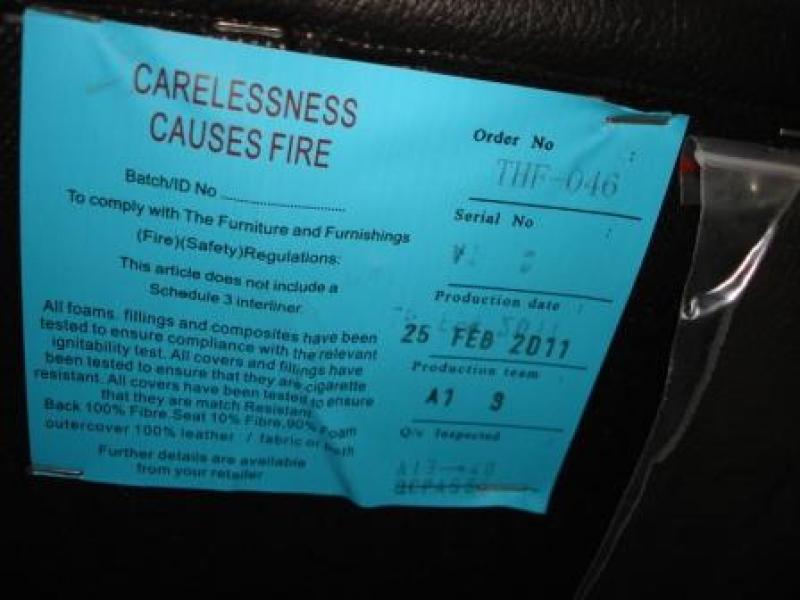 CARELESSNESS
CAUSES FIRE
Batch/ID No ........................
To comply with The Furniture and Furnishings
(Fire)(Safety)Regulations:
This article does not include a
Schedule 3 interliner
All foams. fillings and composites have been
tested to ensure compliance with the relevant
ignitability test. All covers and fillings have
been tested to ensure that they are cigarette
resistant. All covers have been tested to ensure
that they are match Resistant
Back 100% Fibre.Seat 10% Fibre,90% Foam
outercover 100% leather / fabric or both
Further details are available
from your retailer
Order No :
THF-046
Serial No :
Production date :
25 FEB 2011
Production team :
A1 9
Q/c Inspected
QCPASS